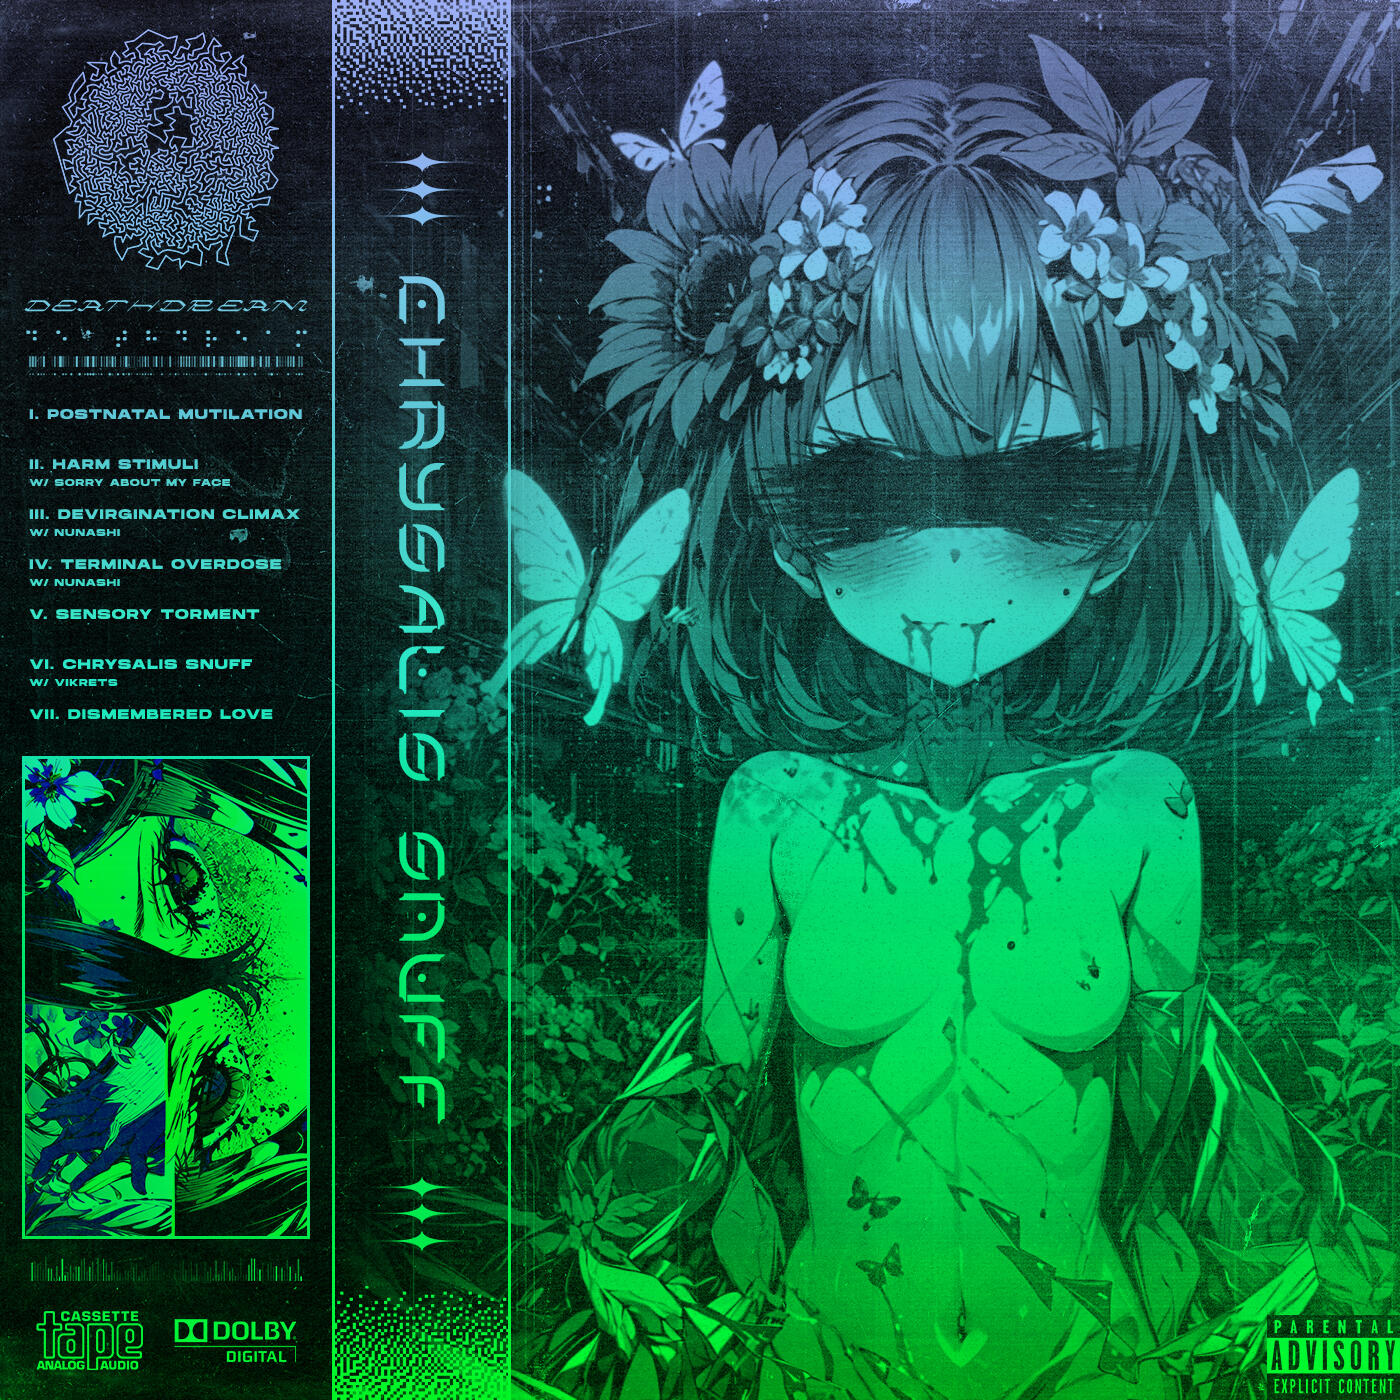 DEATHDREAM
I. POSTNATAL MUTILATION
II. HARM STIMULI
W/ SORRY ABOUT MY FACE
III. DEVIRGINATION CLIMAX
W/ NUNASHI
IV. TERMINAL OVERDOSE
W/ NUNASHI
V. SENSORY TORMENT
VI. CHRYSALIS SNUFF
W/ VIKRETS
VII. DISMEMBERED LOVE
CASSETTE
tape
ANALOG AUDIO
DOLBY
DIGITAL
CHRYSALIS SNUFF
PARENTAL
ADVISORY
EXPLICIT CONTENT